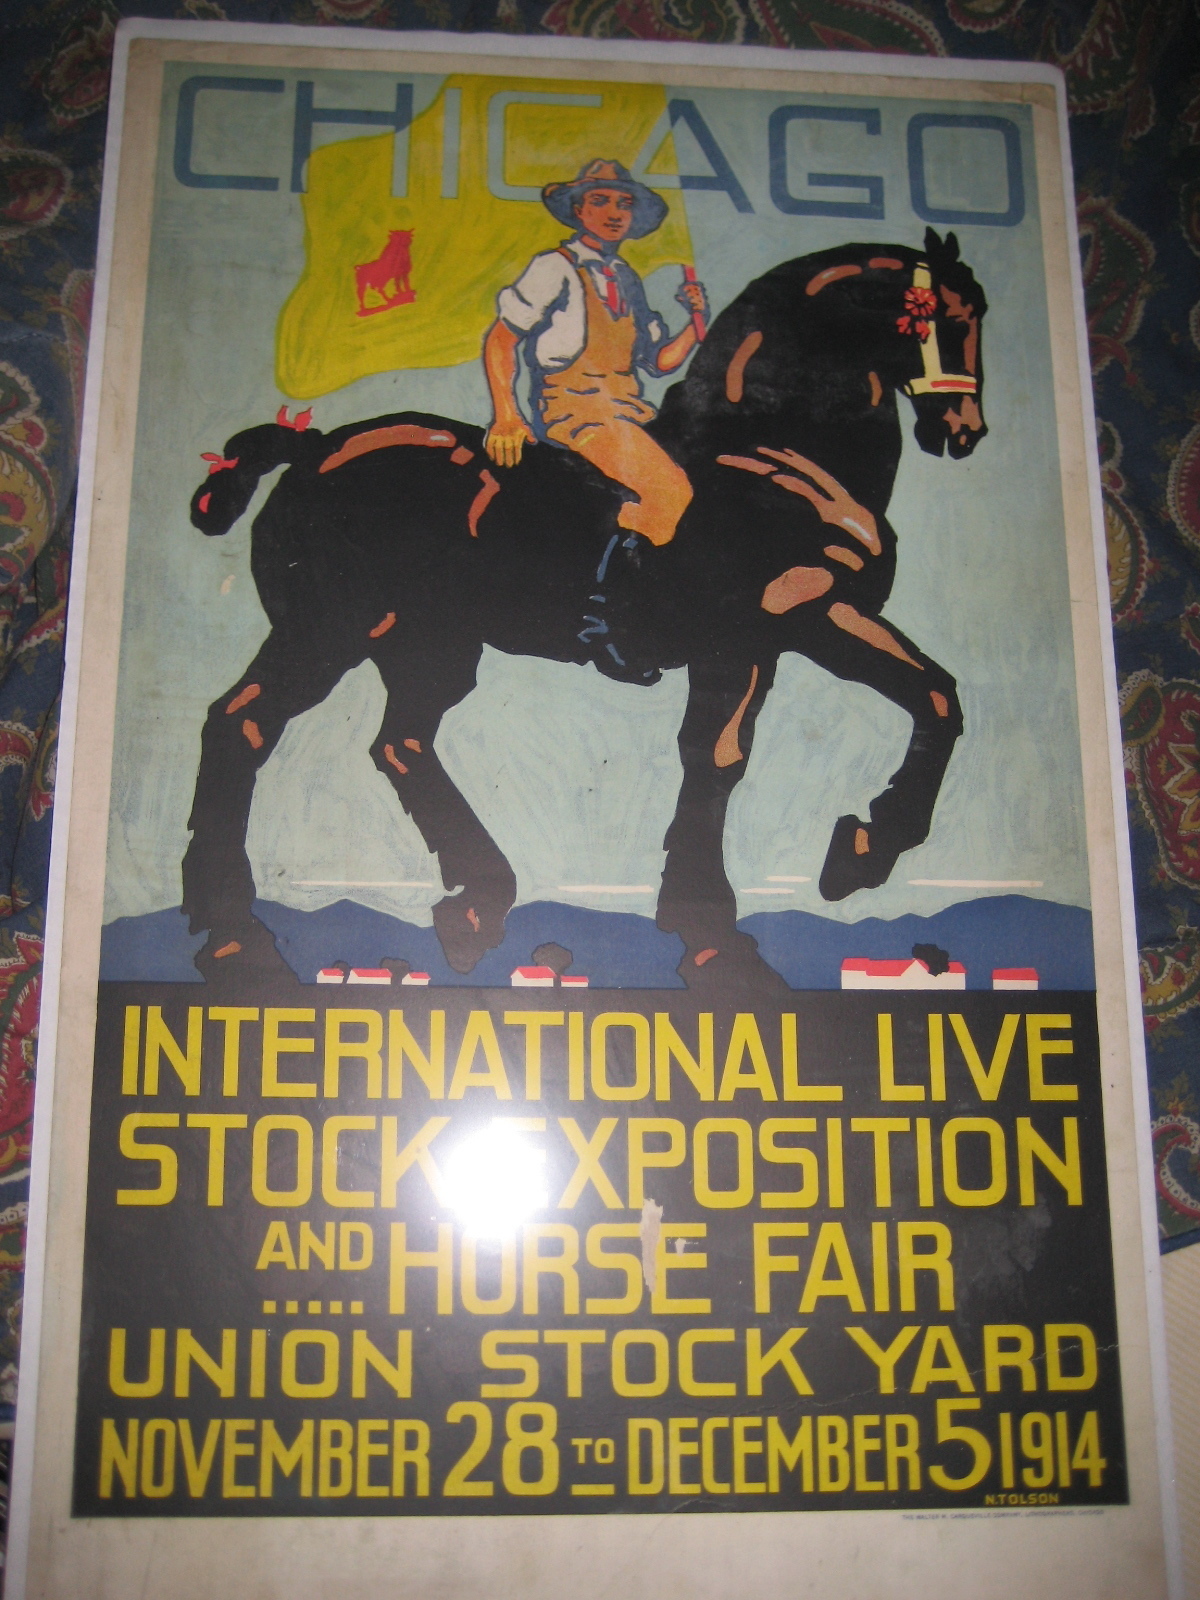 CHICAGO
INTERNATIONAL LIVE
STOCK EXPOSITION
AND HORSE FAIR
.....
UNION STOCK YARD
NOVEMBER 28 TO DECEMBER 5 1914
N.TOLSON